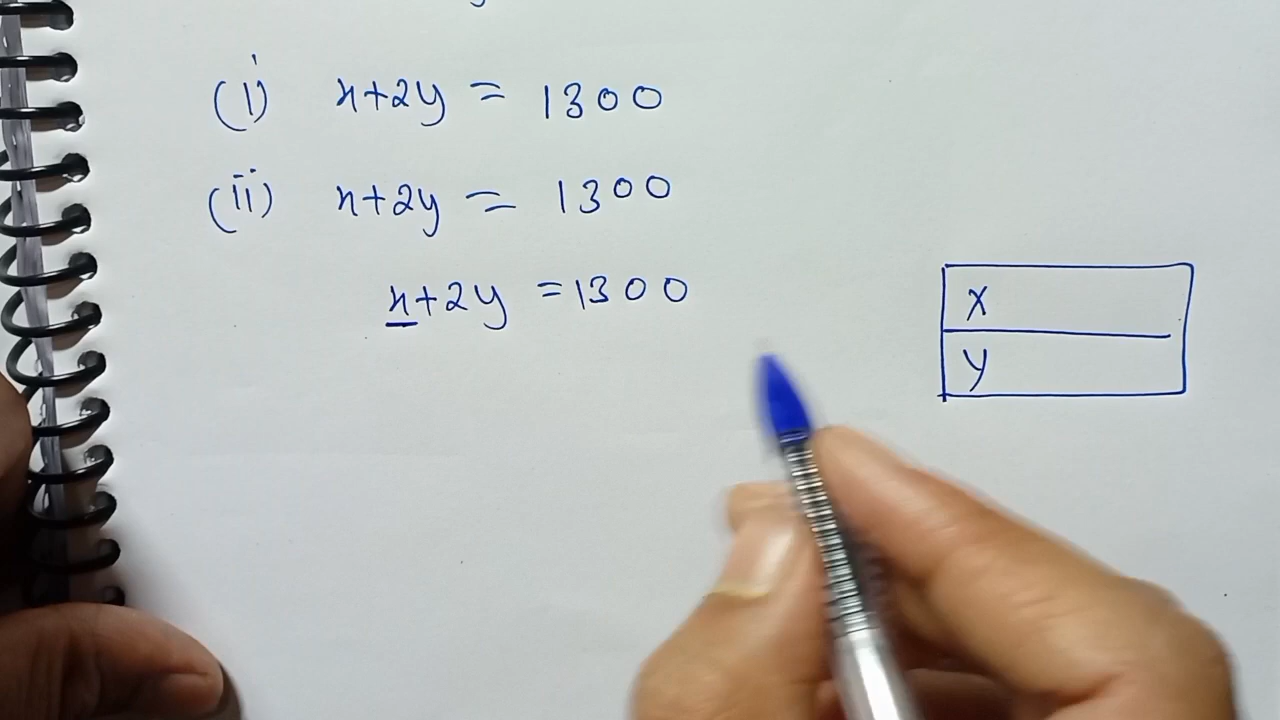 (i) x+2y = 1300
(ii) x+2y = 1300
x+2y = 1300
x
y